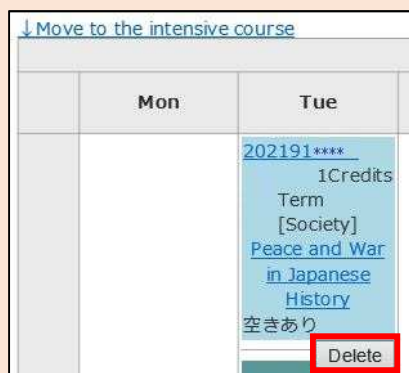 ↓Move to the intensive course
Mon Tue
202191****
1Credits
Term
[Society]
Peace and War
in Japanese
History
空きあり
Delete